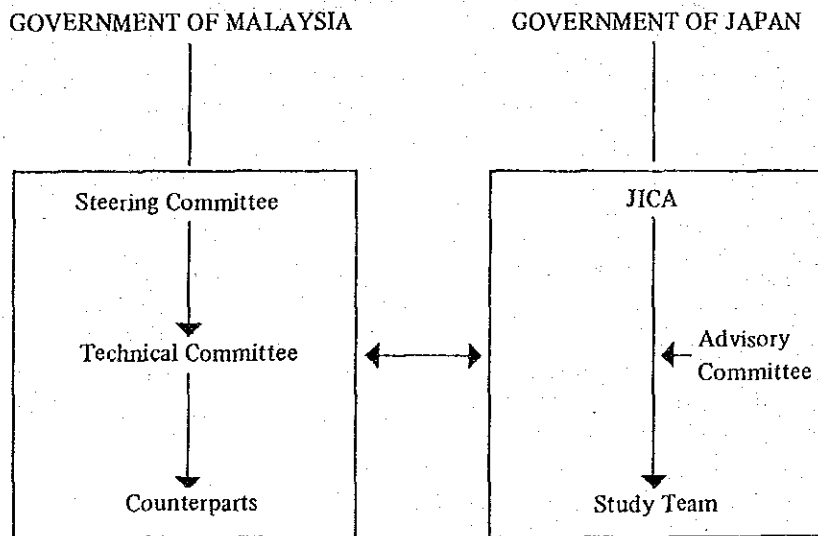 GOVERNMENT OF MALAYSIA
GOVERNMENT OF JAPAN
Steering Committee
JICA
Technical Committee
Advisory
Committee
Counterparts
Study Team